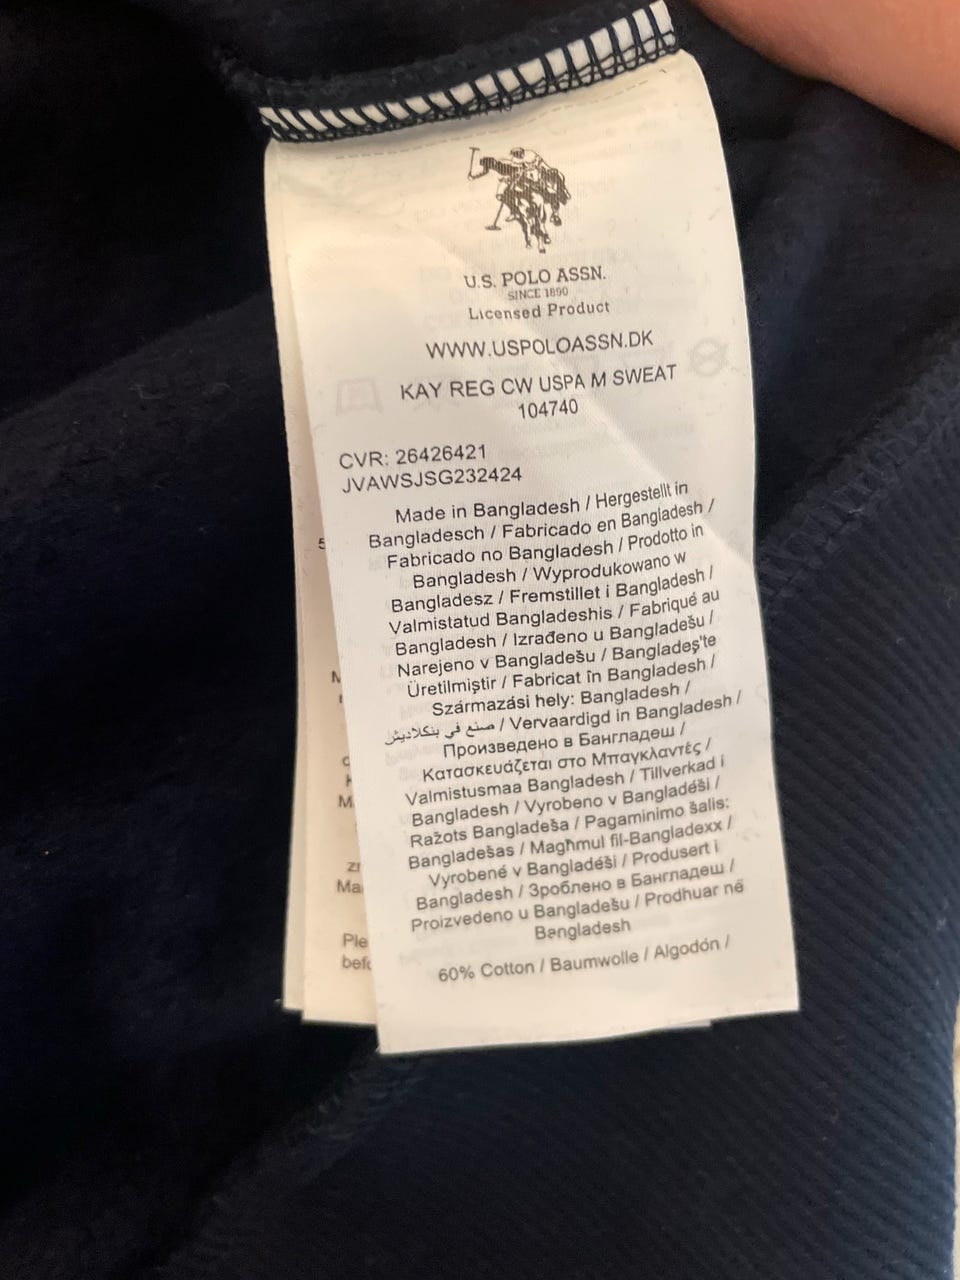 U.S. POLO ASSN.
SINCE 1890
Licensed Product
WWW.USPOLOASSN.DK
KAY REG CW USPA M SWEAT
104740
CVR: 26426421
JVAWSJSG232424
Made in Bangladesh / Hergestellt in
Bangladesch / Fabricado en Bangladesh /
Fabricado no Bangladesh / Prodotto in
Bangladesh / Wyprodukowano w
Bangladesz / Fremstillet i Bangladesh /
Valmistatud Bangladeshis / Fabriqué au
Bangladesh / Izrađeno u Bangladešu /
Narejeno v Bangladešu / Bangladeş'te
Üretilmiştir / Fabricat în Bangladesh /
Származási hely: Bangladesh /
صنع في بنكلاديش / Vervaardigd in Bangladesh /
Произведено в Бангладеш /
Κατασκευάζεται στο Μπαγκλαντές /
Valmistusmaa Bangladesh / Tillverkad i
Bangladesh / Vyrobeno v Bangladéši /
Ražots Bangladeša / Pagaminimo šalis:
Bangladešas / Magħmul fil-Bangladexx /
Vyrobené v Bangladéši / Produsert i
Bangladesh / Зроблено в Бангладеш /
Proizvedeno u Bangladešu / Prodhuar në
Bangladesh
60% Cotton / Baumwolle / Algodón /